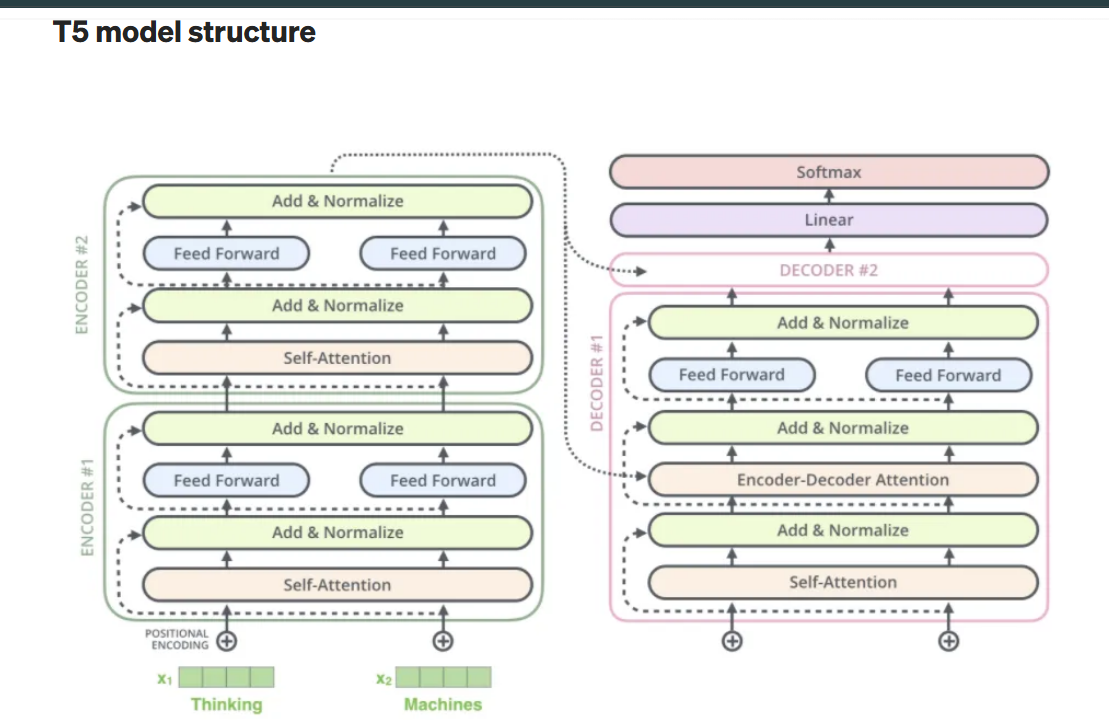 T5 model structure
ENCODER #2
Add & Normalize
Feed Forward
Feed Forward
Add & Normalize
Self-Attention
ENCODER #1
Add & Normalize
Feed Forward
Feed Forward
Add & Normalize
Self-Attention
POSITIONAL
ENCODING
X1
X2
Thinking
Machines
Softmax
Linear
DECODER #2
DECODER #1
Add & Normalize
Feed Forward
Feed Forward
Add & Normalize
Encoder-Decoder Attention
Add & Normalize
Self-Attention